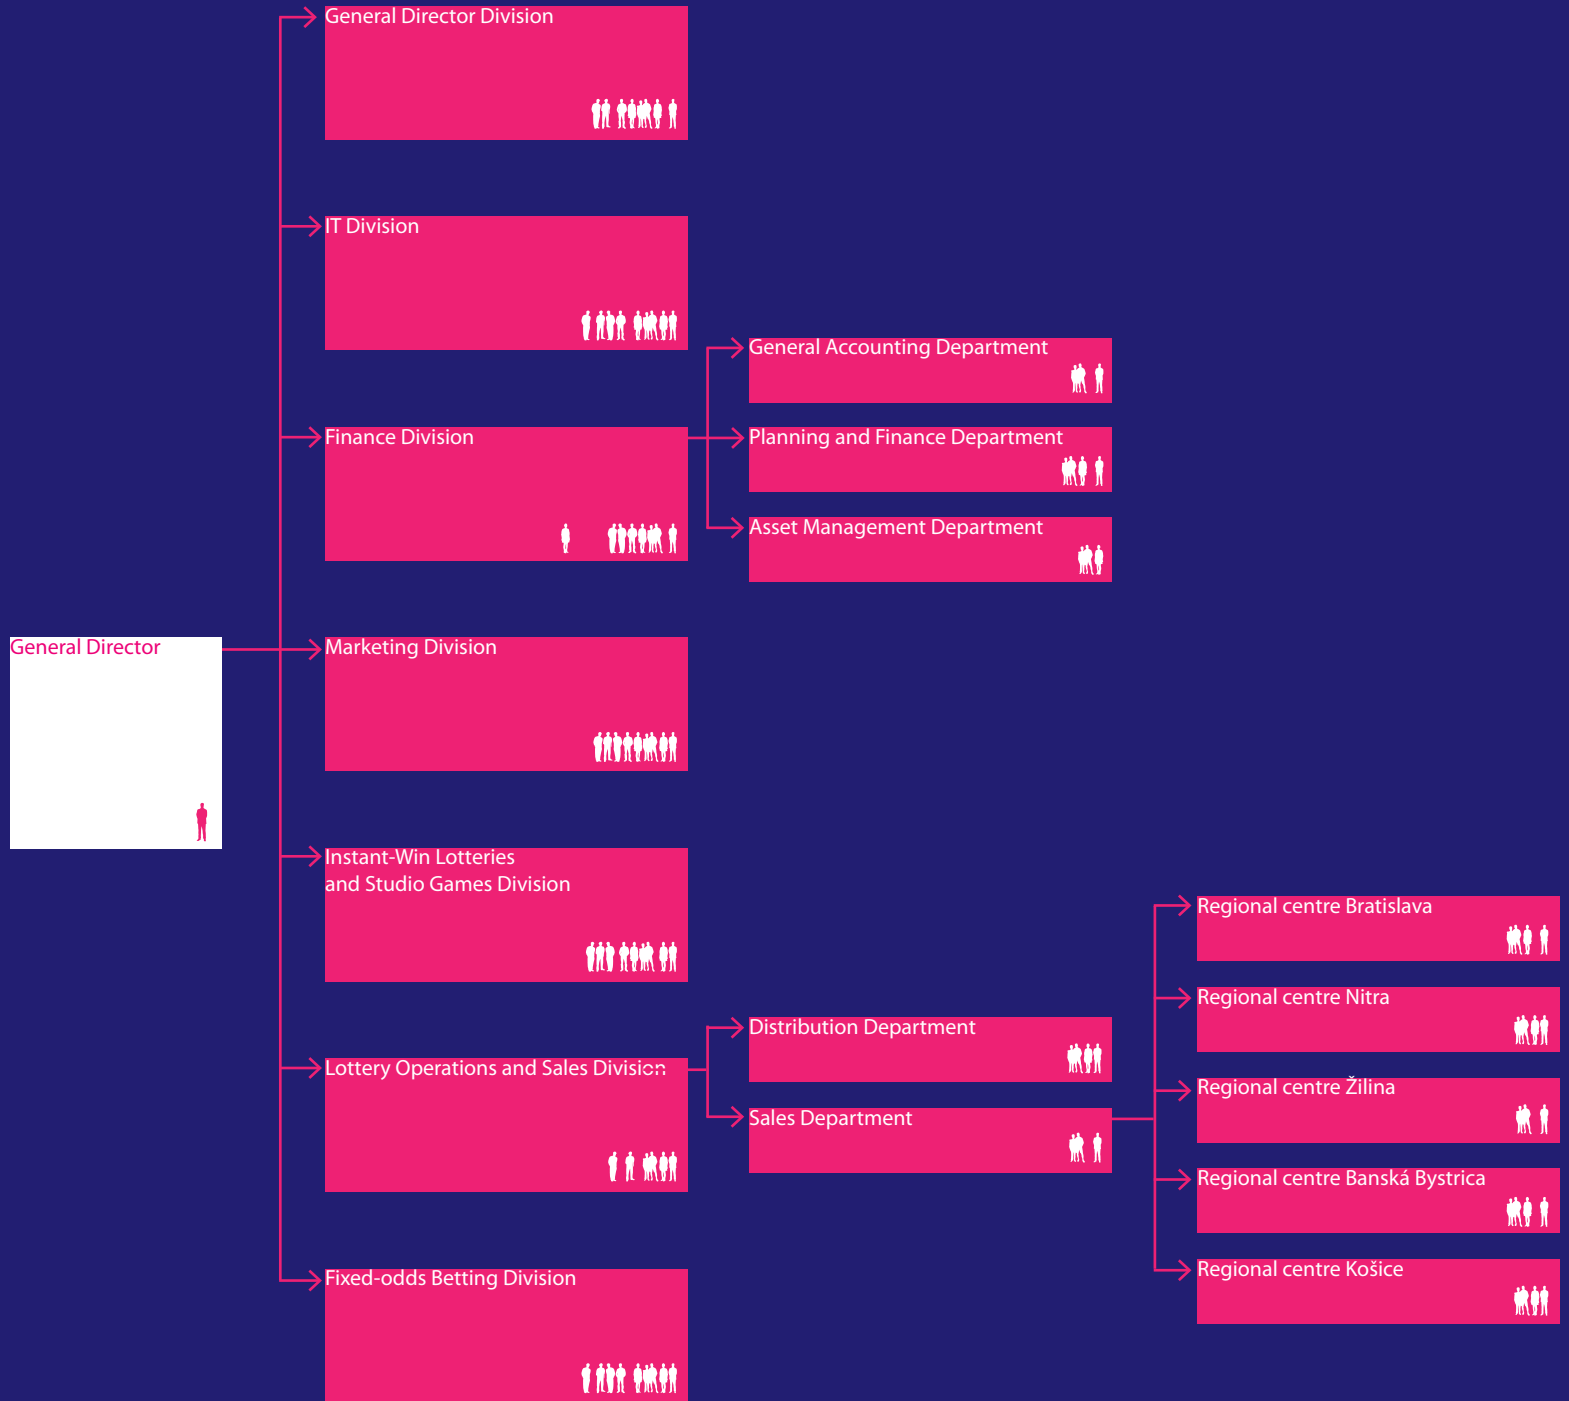 General Director
General Director Division
IT Division
Finance Division
General Accounting Department
Planning and Finance Department
Asset Management Department
Marketing Division
Instant-Win Lotteries
and Studio Games Division
Lottery Operations and Sales Division
Distribution Department
Sales Department
Regional centre Bratislava
Regional centre Nitra
Regional centre Žilina
Regional centre Banská Bystrica
Regional centre Košice
Fixed-odds Betting Division